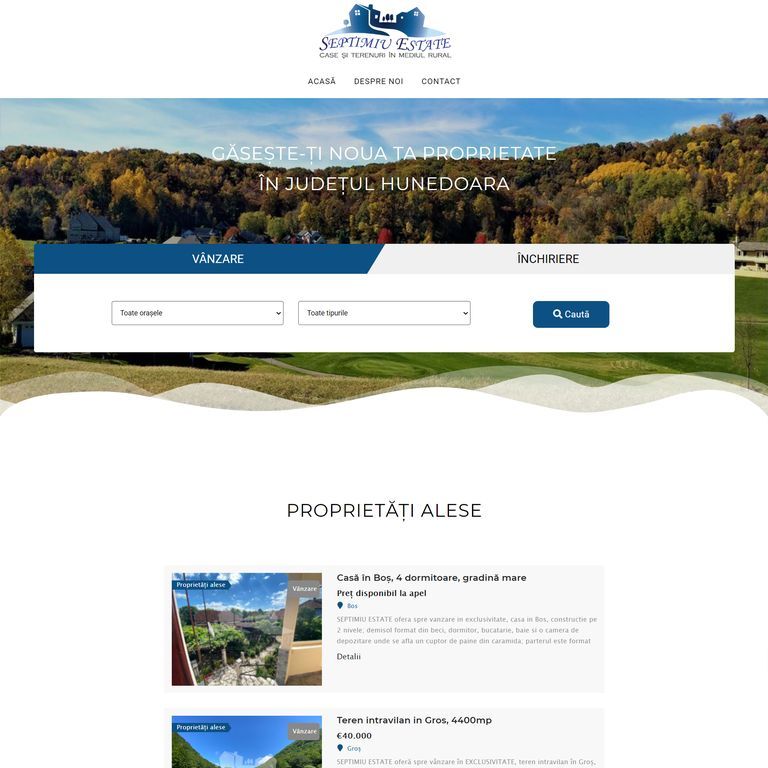 SEPTIMIU ESTATE
CASE ȘI TERENURI ÎN MEDIUL RURAL
ACASĂ DESPRE NOI CONTACT
GĂSEȘTE-ȚI NOUA TA PROPRIETATE
ÎN JUDEȚUL HUNEDOARA
VÂNZARE ÎNCHIRIERE
Toate orașele Toate tipurile Caută
PROPRIETĂȚI ALESE
Proprietăți alese
Vânzare
Casă în Boș, 4 dormitoare, gradină mare
Preț disponibil la apel
Bos
SEPTIMIU ESTATE ofera spre vanzare in exclusivitate, casa in Bos, constructie pe
2 nivele, demisol format din beci, dormitor, bucatarie, baie si o camera de
depozitare unde se afla un cuptor de paine din caramida; parterul este format
Detalii
Proprietăți alese
Vânzare
Teren intravilan in Gros, 4400mp
€40.000
Groș
SEPTIMIU ESTATE oferă spre vânzare în EXCLUSIVITATE, teren intravilan în Groș,